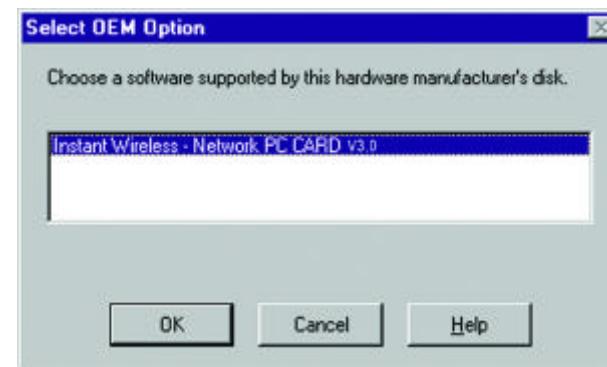 Select OEM Option
Choose a software supported by this hardware manufacturer's disk.
Instant Wireless - Network PC CARD V3.0
OK
Cancel
Help